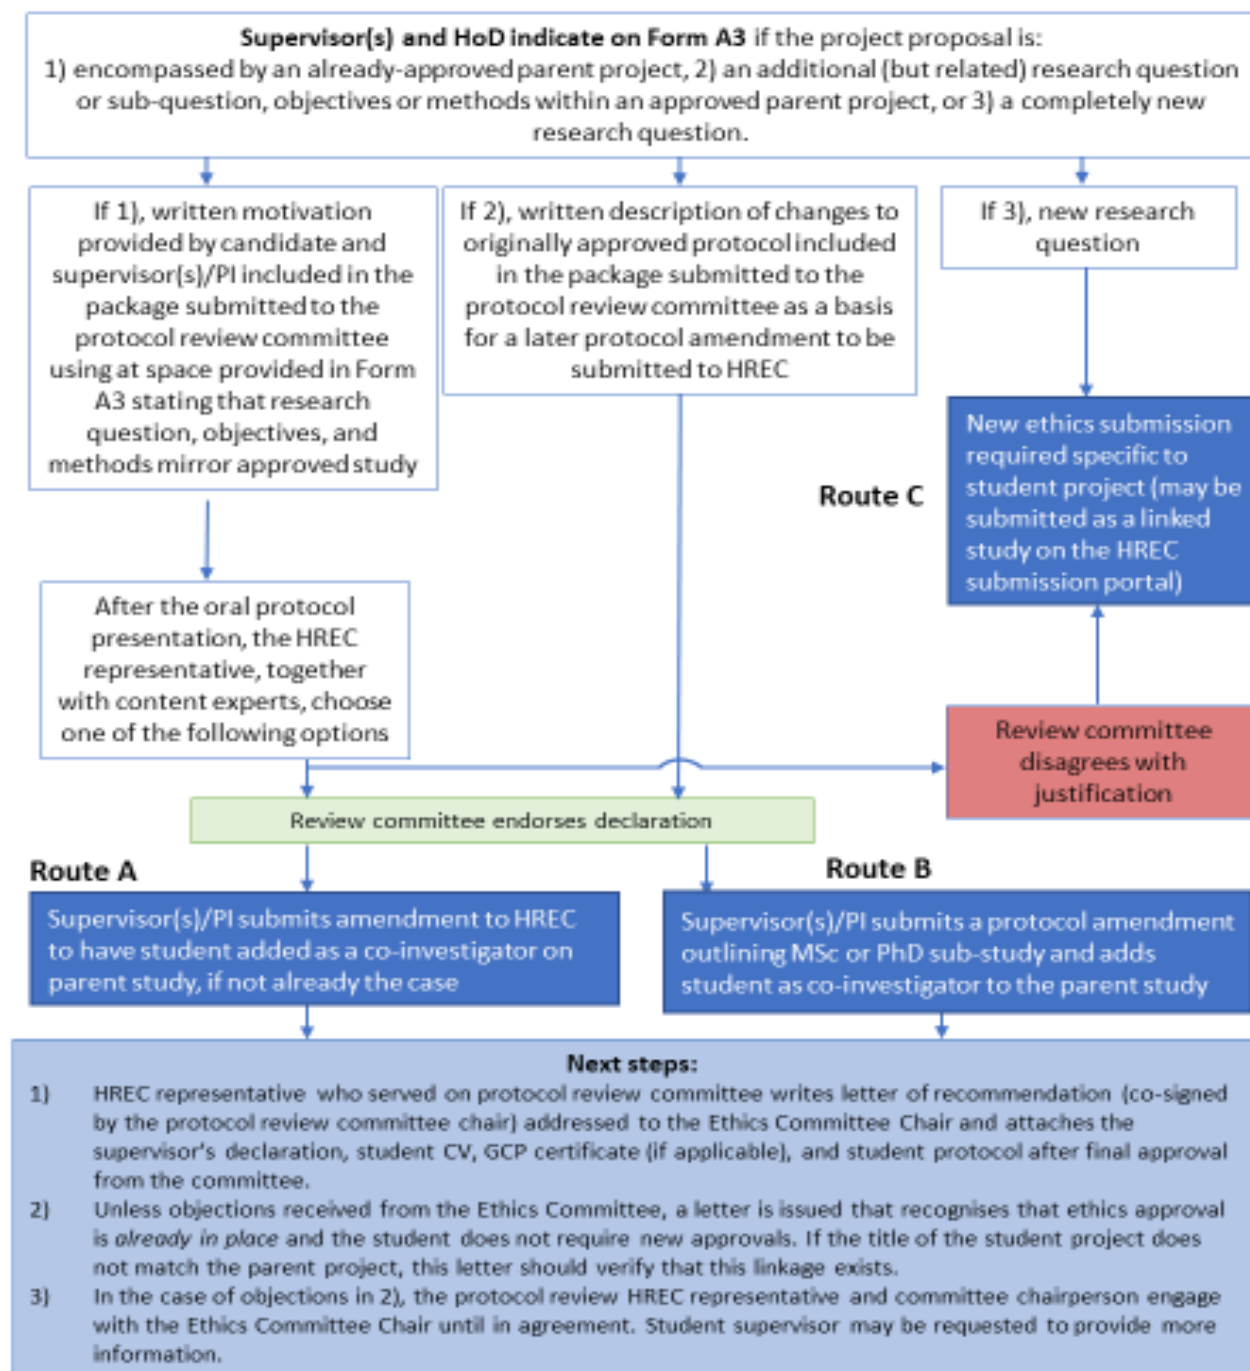 Supervisor(s) and HoD indicate on Form A3 if the project proposal is:
1) encompassed by an already-approved parent project, 2) an additional (but related) research question
or sub-question, objectives or methods within an approved parent project, or 3) a completely new
research question.
If 1), written motivation
provided by candidate and
supervisor(s)/PI included in the
package submitted to the
protocol review committee
using at space provided in Form
A3 stating that research
question, objectives, and
methods mirror approved study
If 2), written description of changes to
originally approved protocol included
in the package submitted to the
protocol review committee as a basis
for a later protocol amendment to be
submitted to HREC
If 3), new research
question
New ethics submission
required specific to
student project (may be
submitted as a linked
study on the HREC
submission portal)
Route C
After the oral protocol
presentation, the HREC
representative, together
with content experts, choose
one of the following options
Review committee
disagrees with
justification
Review committee endorses declaration
Route A
Route B
Supervisor(s)/PI submits amendment to HREC
to have student added as a co-investigator on
parent study, if not already the case
Supervisor(s)/PI submits a protocol amendment
outlining MSc or PhD sub-study and adds
student as co-investigator to the parent study
Next steps:
1) HREC representative who served on protocol review committee writes letter of recommendation (co-signed
by the protocol review committee chair) addressed to the Ethics Committee Chair and attaches the
supervisor's declaration, student CV, GCP certificate (if applicable), and student protocol after final approval
from the committee.
2) Unless objections received from the Ethics Committee, a letter is issued that recognises that ethics approval
is already in place and the student does not require new approvals. If the title of the student project does
not match the parent project, this letter should verify that this linkage exists.
3) In the case of objections in 2), the protocol review HREC representative and committee chairperson engage
with the Ethics Committee Chair until in agreement. Student supervisor may be requested to provide more
information.